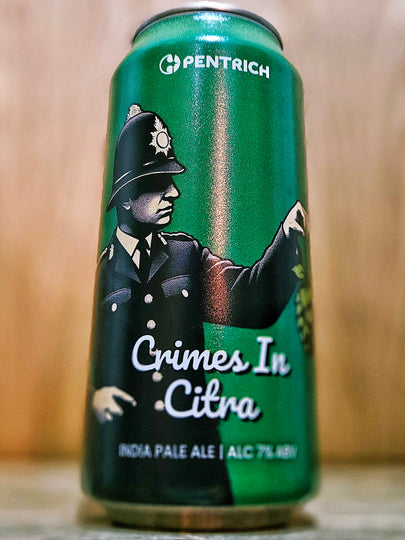 PENTRICH
Crimes In
Citra
INDIA PALE ALE | ALC 7% ABV